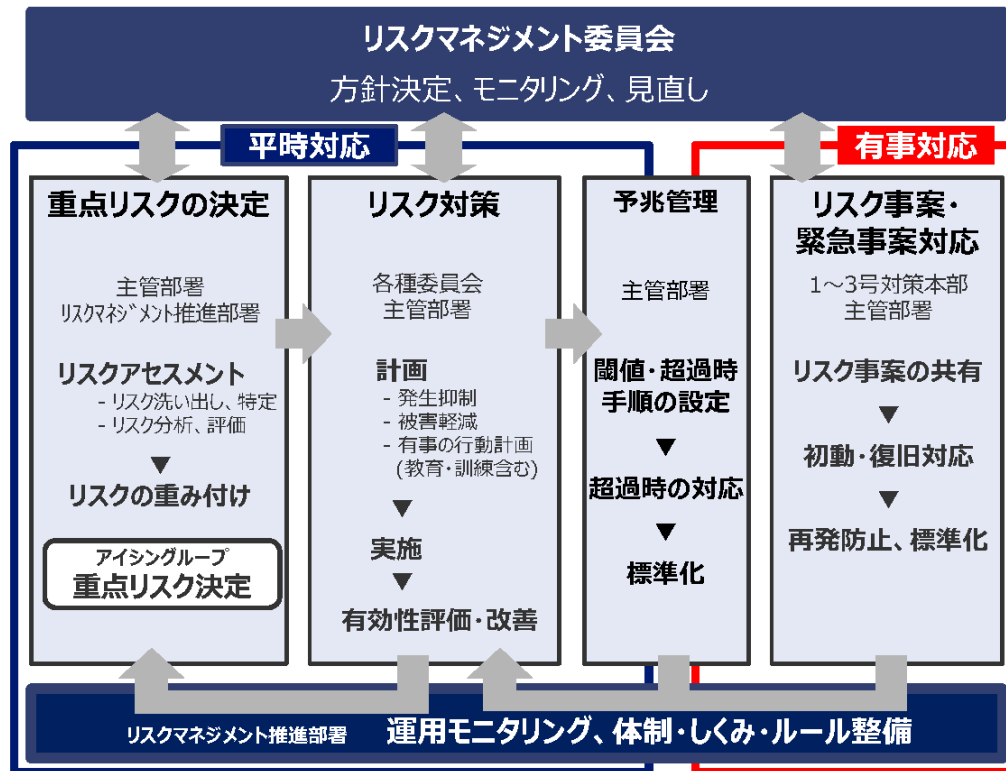 リスクマネジメント委員会
方針決定、モニタリング、見直し
平時対応
有事対応
重点リスクの決定
主管部署
リスクマネジメント推進部署
リスクアセスメント
- リスク洗い出し、特定
- リスク分析、評価
▼
リスクの重み付け
アイシングループ
重点リスク決定
リスク対策
各種委員会
主管部署
計画
- 発生抑制
- 被害軽減
- 有事の行動計画
(教育・訓練含む)
▼
実施
▼
有効性評価・改善
予兆管理
主管部署
閾値・超過時
手順の設定
▼
超過時の対応
▼
標準化
リスク事案・
緊急事案対応
1～3号対策本部
主管部署
リスク事案の共有
▼
初動・復旧対応
▼
再発防止、標準化
リスクマネジメント推進部署 運用モニタリング、体制・しくみ・ルール整備